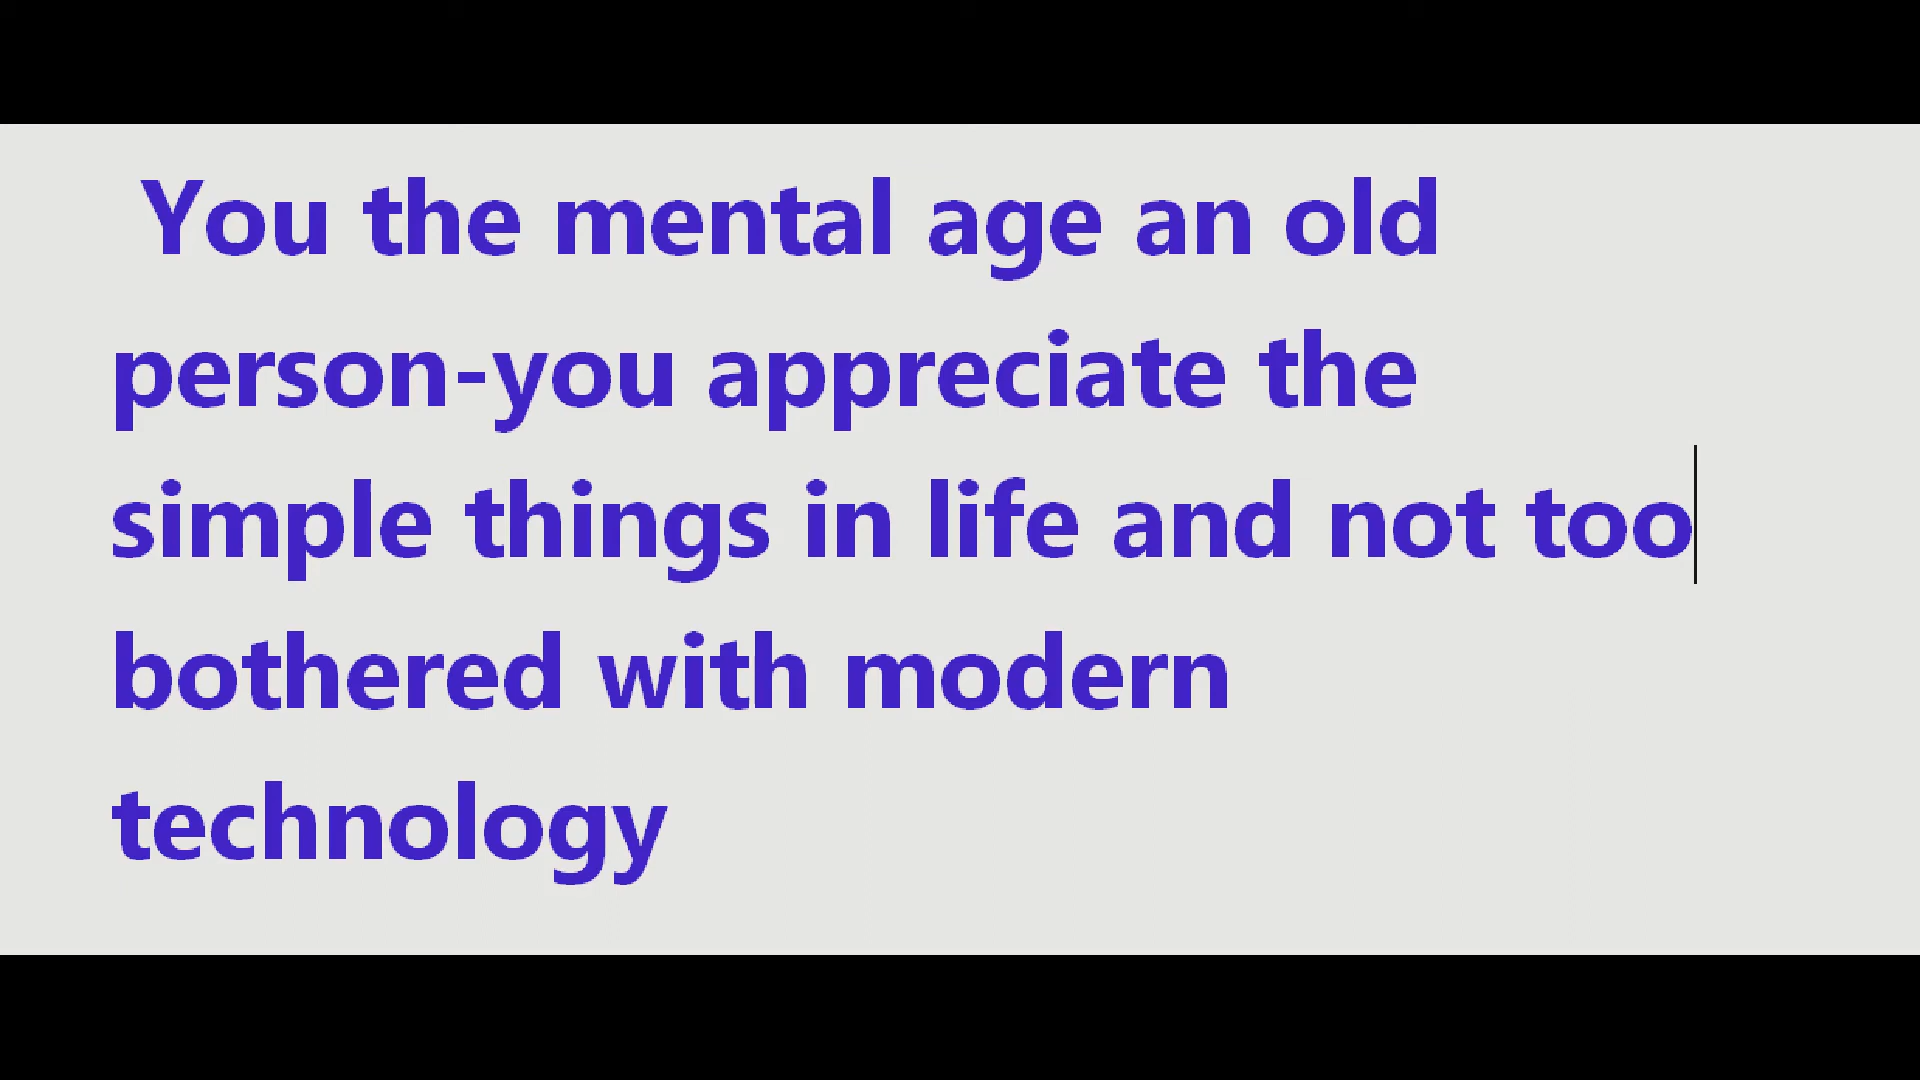 You the mental age an old
person-you appreciate the
simple things in life and not too
bothered with modern
technology